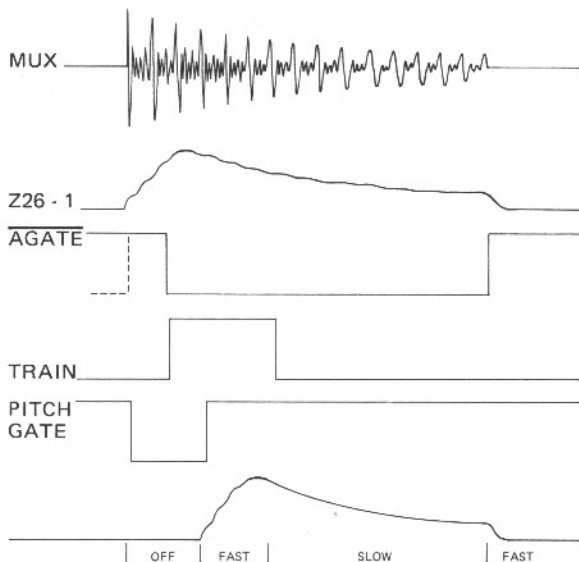 MUX
Z26 - 1
AGATE
TRAIN
PITCH
GATE
OFF FAST SLOW FAST